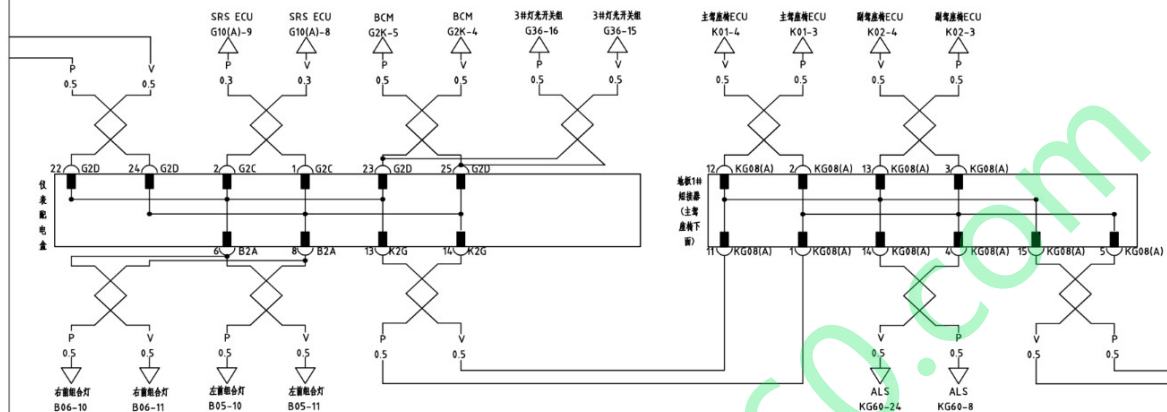 SRS ECU SRS ECU BCM BCM 3#灯光开关组 3#灯光开关组 主驾座椅ECU 主驾座椅ECU 副驾座椅ECU 副驾座椅ECU
G10(A)-9 G10(A)-8 G2K-5 G2K-4 G36-16 G36-15 K01-4 K01-3 K02-4 K02-3
P V P V P V P V V P V P
0.5 0.5 0.3 0.3 0.5 0.5 0.5 0.5 0.5 0.5 0.5 0.5
22 G2D 24 G2D 2 G2C 1 G2C 23 G2D 25 G2D 12 KG08(A) 2 KG08(A) 13 KG08(A) 3 KG08(A)
仪表配电盒
地板1#
短接器
(主驾
座椅下
面)
6 B2A 8 B2A 13 K2G 14 K2G 11 KG08(A) 1 KG08(A) 14 KG08(A) 4 KG08(A) 15 KG08(A) 5 KG08(A)
P V P V P V V P V P
0.5 0.5 0.5 0.5 0.5 0.5 0.5 0.5 0.5 0.5
右前组合灯 右前组合灯 左前组合灯 左前组合灯 ALS ALS
B06-10 B06-11 B05-10 B05-11 KG60-24 KG60-8
co.com